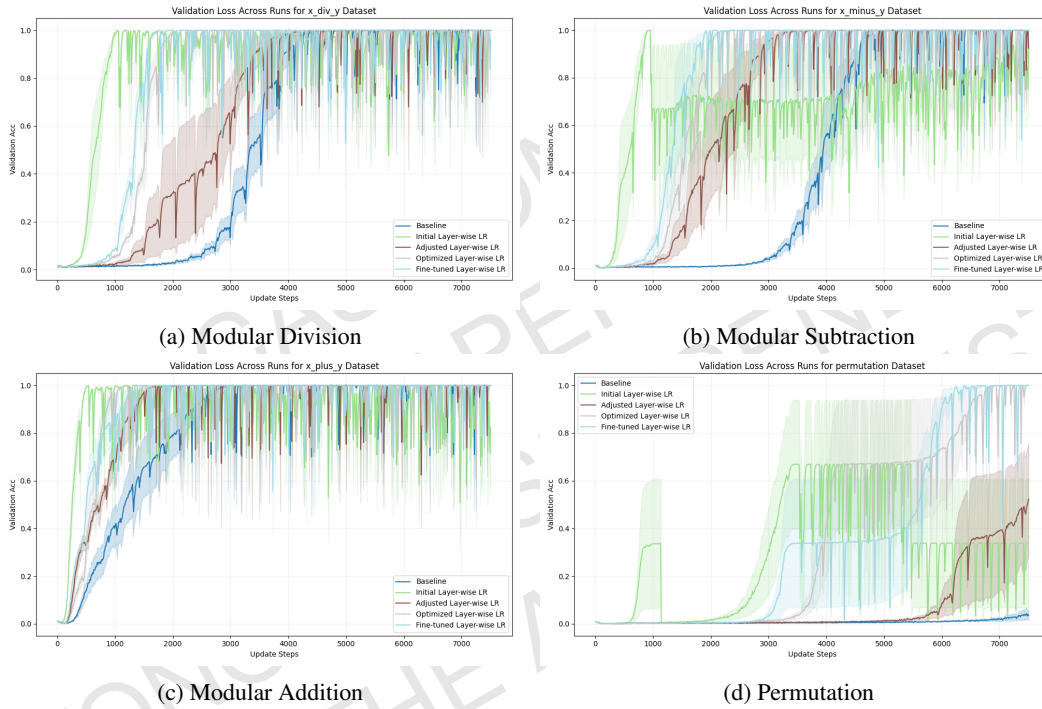 Validation Loss Across Runs for x_div_y Dataset
Validation Acc
1.0
0.8
0.6
0.4
0.2
0.0
Baseline
Initial Layer-wise LR
Adjusted Layer-wise LR
Optimized Layer-wise LR
Fine-tuned Layer-wise LR
0 1000 2000 3000 4000 5000 6000 7000
Update Steps
(a) Modular Division
Validation Loss Across Runs for x_minus_y Dataset
Validation Acc
1.0
0.8
0.6
0.4
0.2
0.0
Baseline
Initial Layer-wise LR
Adjusted Layer-wise LR
Optimized Layer-wise LR
Fine-tuned Layer-wise LR
0 1000 2000 3000 4000 5000 6000 7000
Update Steps
(b) Modular Subtraction
Validation Loss Across Runs for x_plus_y Dataset
Validation Acc
1.0
0.8
0.6
0.4
0.2
0.0
Baseline
Initial Layer-wise LR
Adjusted Layer-wise LR
Optimized Layer-wise LR
Fine-tuned Layer-wise LR
0 1000 2000 3000 4000 5000 6000 7000
Update Steps
(c) Modular Addition
Validation Loss Across Runs for permutation Dataset
Validation Acc
1.0
0.8
0.6
0.4
0.2
0.0
Baseline
Initial Layer-wise LR
Adjusted Layer-wise LR
Optimized Layer-wise LR
Fine-tuned Layer-wise LR
0 1000 2000 3000 4000 5000 6000 7000
Update Steps
(d) Permutation